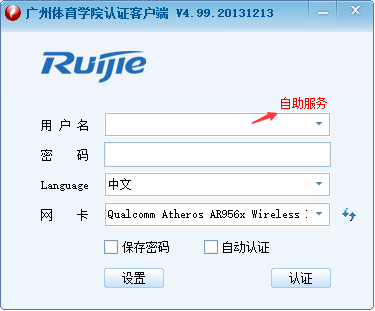 广州体育学院认证客户端 V4.99.20131213
Ruijie
自助服务
用户名
密码
Language 中文
网卡 Qualcomm Atheros AR956x Wireless
保存密码 自动认证
设置 认证